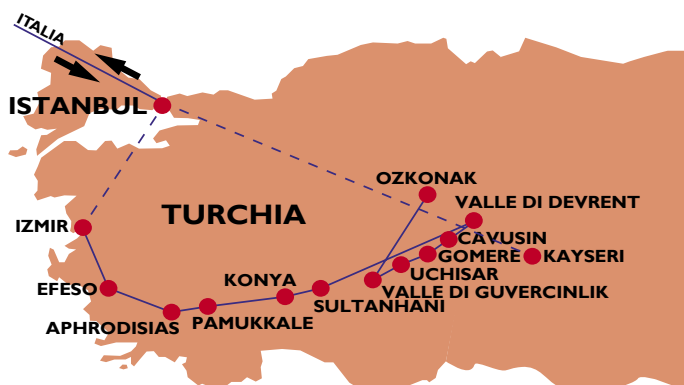 ITALIA
ISTANBUL
OZKONAK
VALLE DI DEVRENT
TURCHIA
IZMIR
CAVUSIN
GOMERE
KAYSERI
UCHISAR
KONYA
EFESO
VALLE DI GUVERCINLIK
SULTANHANI
PAMUKKALE
APHRODISIAS